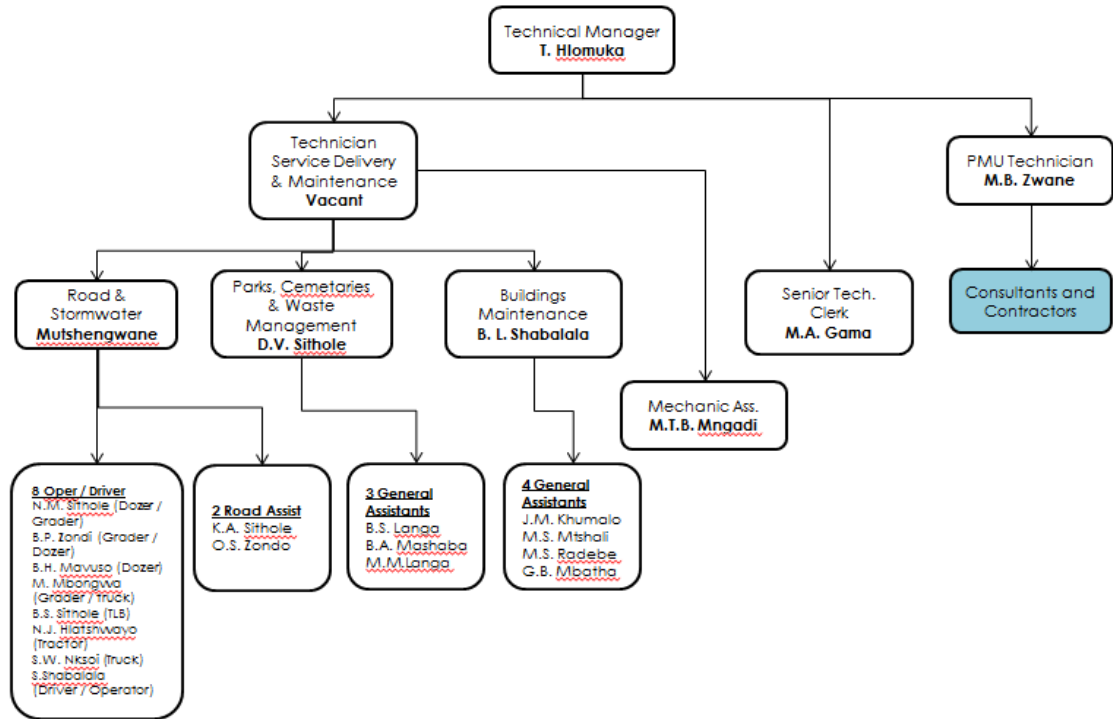 Technical Manager
T. Hlomuka
Technician
Service Delivery
& Maintenance
Vacant
PMU Technician
M.B. Zwane
Road &
Stormwater
Mutshengwane
Parks, Cemetaries
& Waste
Management
D.V. Sithole
Buildings
Maintenance
B. L. Shabalala
Senior Tech.
Clerk
M.A. Gama
Consultants and
Contractors
Mechanic Ass.
M.T.B. Mngadi
8 Oper / Driver
N.M. Sithole (Dozer /
Grader)
B.P. Zondi (Grader /
Dozer)
B.H. Mavuso (Dozer)
M. Mbongwa
(Grader / Truck)
B.S. Sithole (TLB)
N.J. Hlatshwayo
(Tractor)
S.W. Nksoi (Truck)
S.Shabalala
(Driver / Operator)
2 Road Assist
K.A. Sithole
O.S. Zondo
3 General
Assistants
B.S. Langa
B.A. Mashaba
M.M.Langa
4 General
Assistants
J.M. Khumalo
M.S. Mtshali
M.S. Radebe
G.B. Mbatha